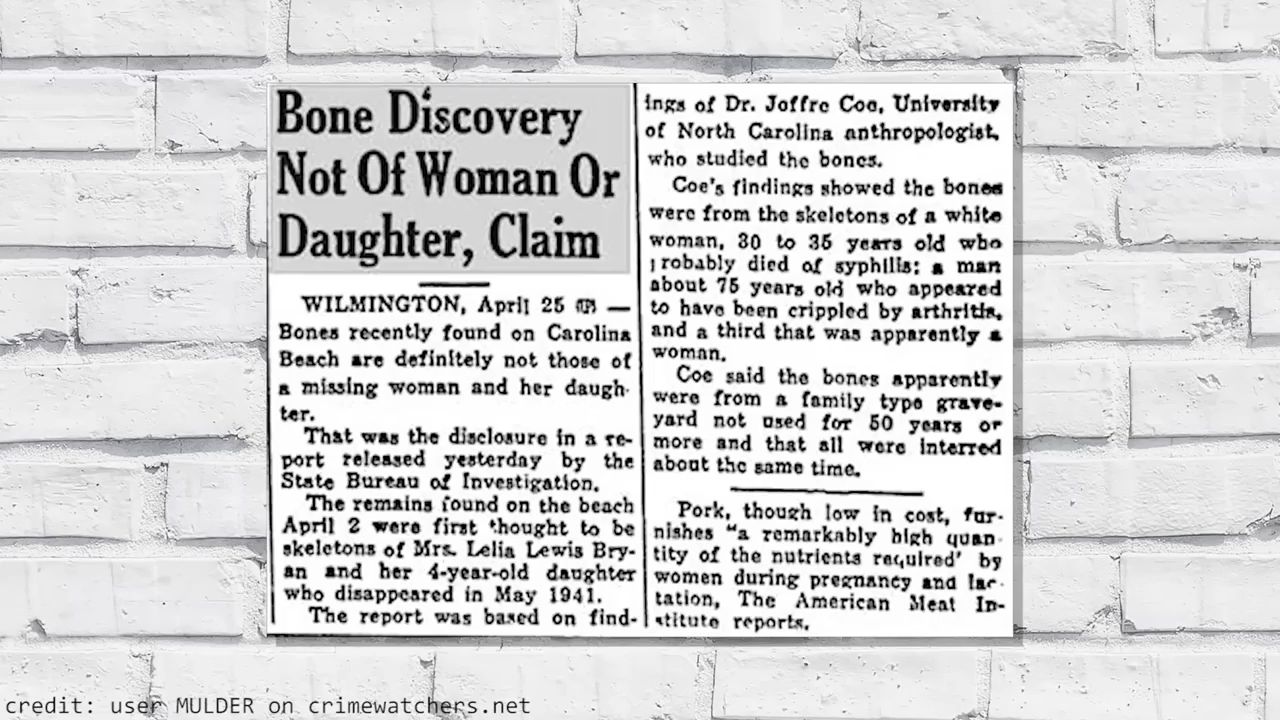 Bone Discovery
Not Of Woman Or
Daughter, Claim
WILMINGTON, April 25 —
Bones recently found on Carolina
Beach are definitely not those of
a missing woman and her daugh-
ter.
That was the disclosure in a re-
port released yesterday by the
State Bureau of Investigation.
The remains found on the beach
April 2 were first thought to be
skeletons of Mrs. Lelia Lewis Bry-
an and her 4-year-old daughter
who disappeared in May 1941.
The report was based on find-
ings of Dr. Joffre Coe, University
of North Carolina anthropologist,
who studied the bones.
Coe's findings showed the bones
were from the skeletons of a white
woman, 30 to 35 years old who
probably died of syphilis; a man
about 75 years old who appeared
to have been crippled by arthritis,
and a third that was apparently a
woman.
Coe said the bones apparently
were from a family type grave-
yard not used for 50 years or
more and that all were interred
about the same time.
Pork, though low in cost, fur-
nishes "a remarkably high quan-
tity of the nutrients required' by
women during pregnancy and lac-
tation, The American Meat In-
stitute reports.
credit: user MULDER on crimewatchers.net